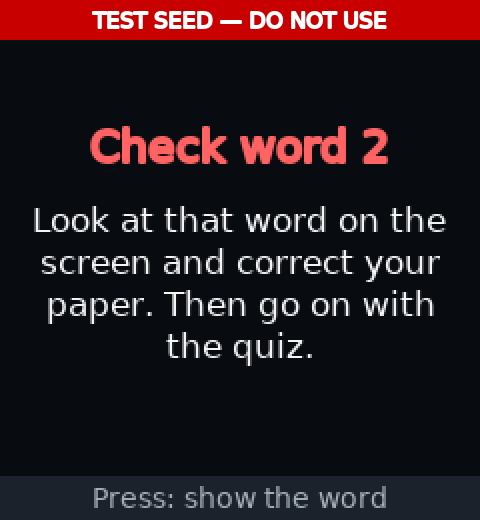 TEST SEED — DO NOT USE
Check word 2
Look at that word on the
screen and correct your
paper. Then go on with
the quiz.
Press: show the word